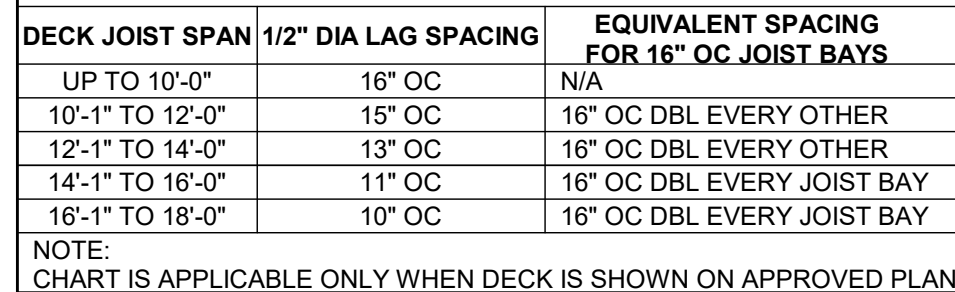 DECK JOIST SPAN 1/2" DIA LAG SPACING EQUIVALENT SPACING
FOR 16" OC JOIST BAYS
UP TO 10'-0" 16" OC N/A
10'-1" TO 12'-0" 15" OC 16" OC DBL EVERY OTHER
12'-1" TO 14'-0" 13" OC 16" OC DBL EVERY OTHER
14'-1" TO 16'-0" 11" OC 16" OC DBL EVERY JOIST BAY
16'-1" TO 18'-0" 10" OC 16" OC DBL EVERY JOIST BAY
NOTE:
CHART IS APPLICABLE ONLY WHEN DECK IS SHOWN ON APPROVED PLAN